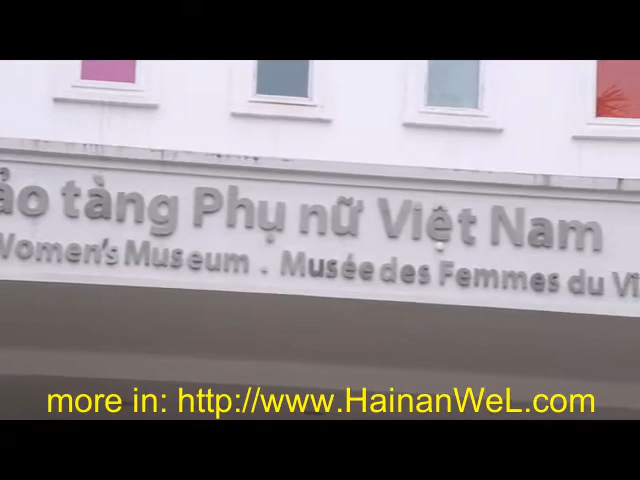 ảo tàng Phụ nữ Việt Nam
Women's Museum . Musée des Femmes du Vi
more in: http://www.HainanWeL.com